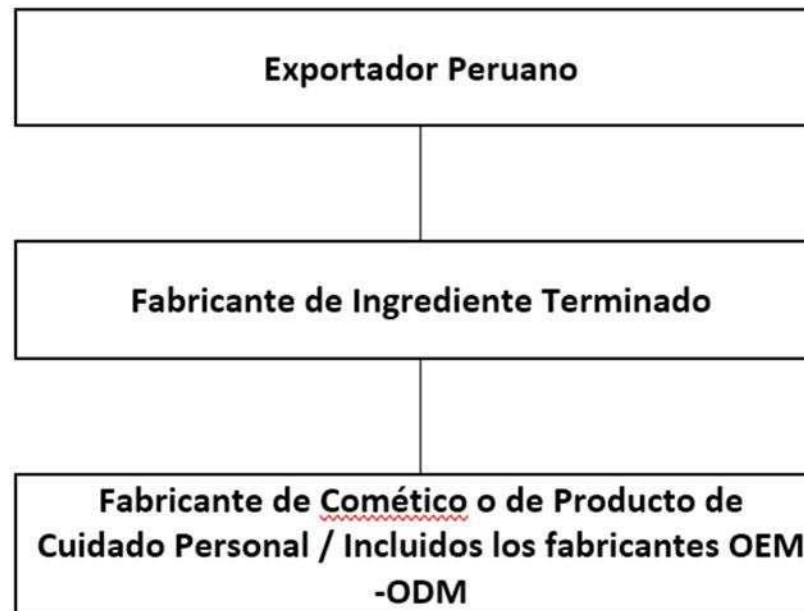 Exportador Peruano
Fabricante de Ingrediente Terminado
Fabricante de Comético o de Producto de
Cuidado Personal / Incluidos los fabricantes OEM
-ODM